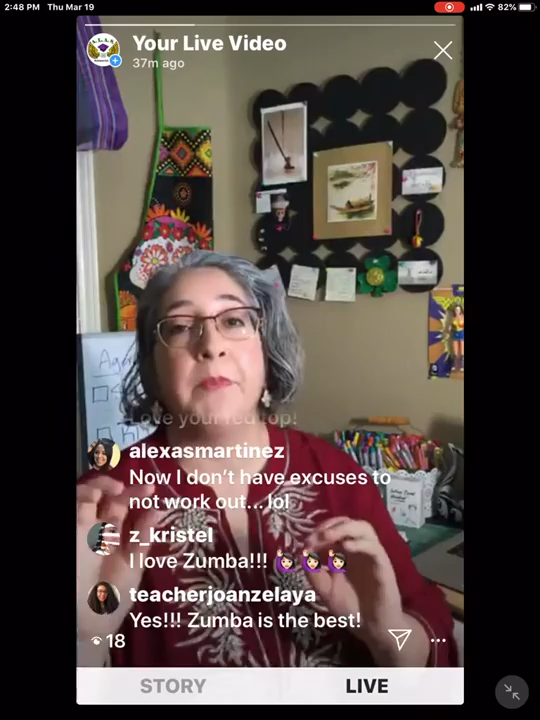 2:48 PM Thu Mar 19
82%
Your Live Video
37m ago
Love your red top!
alexasmartinez
Now I don't have excuses to
not work out...lol
z_kristel
I love Zumba!!! 🙋🏻‍♀️🙋🏻‍♀️🙋🏻‍♀️
teacherjoanzelaya
Yes!!! Zumba is the best!
18
STORY
LIVE